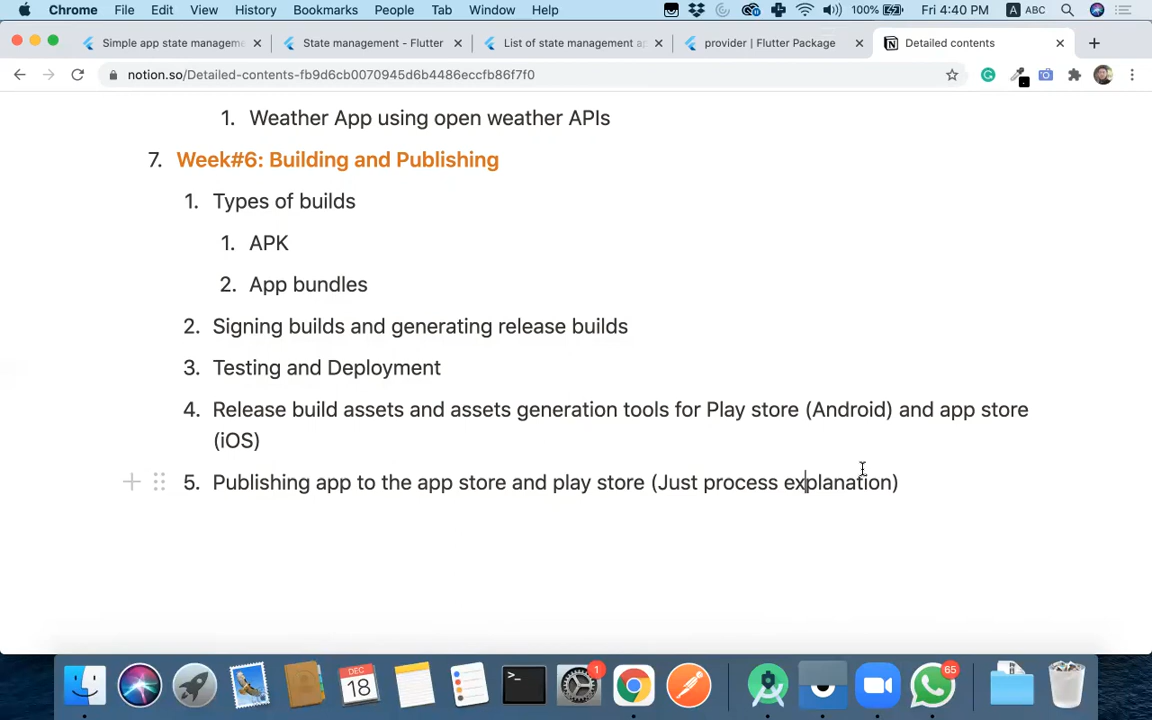 Chrome File Edit View History Bookmarks People Tab Window Help 100% Fri 4:40 PM A ABC
Simple app state manageme State management - Flutter List of state management ap provider | Flutter Package Detailed contents
notion.so/Detailed-contents-fb9d6cb0070945d6b4486eccfb86f7f0
1. Weather App using open weather APIs
7. Week#6: Building and Publishing
1. Types of builds
1. APK
2. App bundles
2. Signing builds and generating release builds
3. Testing and Deployment
4. Release build assets and assets generation tools for Play store (Android) and app store
(iOS)
5. Publishing app to the app store and play store (Just process explanation)
DEC
18
1
65